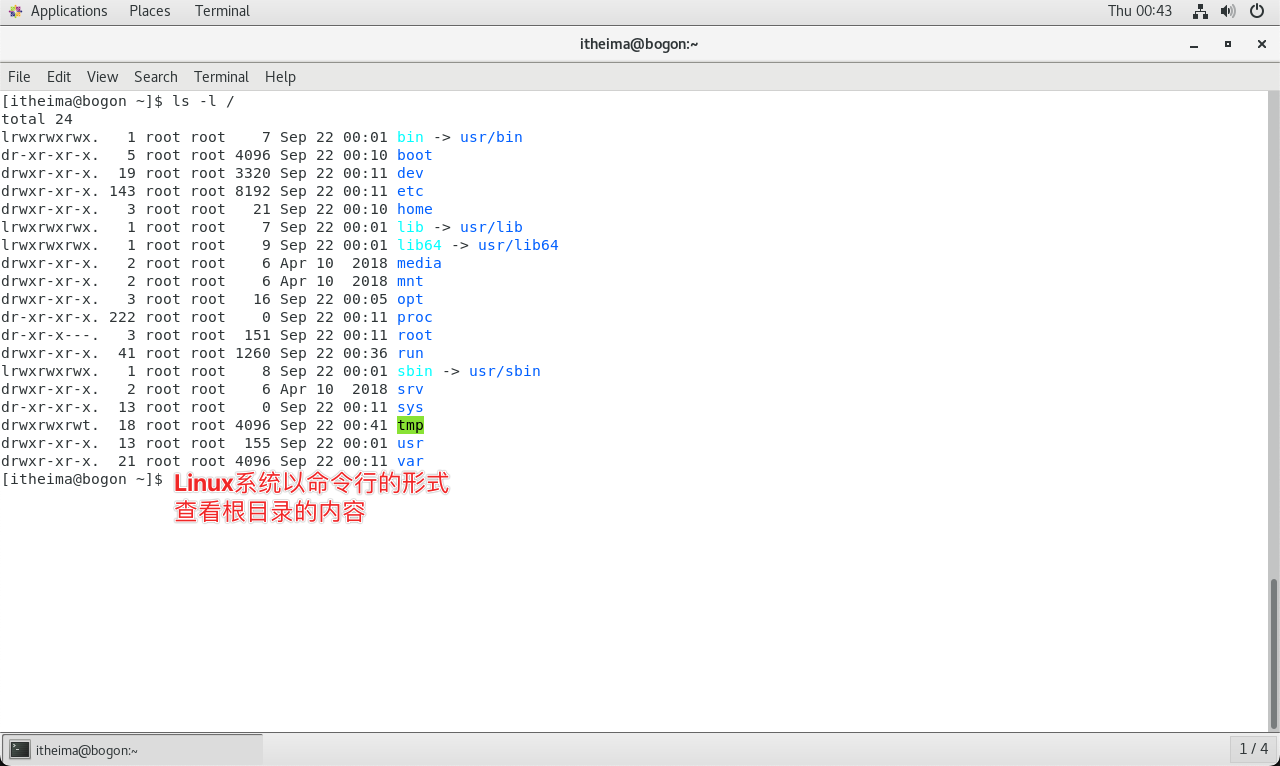 Applications Places Terminal Thu 00:43
itheima@bogon:~
File Edit View Search Terminal Help
[itheima@bogon ~]$ ls -l /
total 24
lrwxrwxrwx.   1 root root    7 Sep 22 00:01 bin -> usr/bin
dr-xr-xr-x.   5 root root 4096 Sep 22 00:10 boot
drwxr-xr-x.  19 root root 3320 Sep 22 00:11 dev
drwxr-xr-x. 143 root root 8192 Sep 22 00:11 etc
drwxr-xr-x.   3 root root   21 Sep 22 00:10 home
lrwxrwxrwx.   1 root root    7 Sep 22 00:01 lib -> usr/lib
lrwxrwxrwx.   1 root root    9 Sep 22 00:01 lib64 -> usr/lib64
drwxr-xr-x.   2 root root    6 Apr 10  2018 media
drwxr-xr-x.   2 root root    6 Apr 10  2018 mnt
drwxr-xr-x.   3 root root   16 Sep 22 00:05 opt
dr-xr-xr-x. 222 root root    0 Sep 22 00:11 proc
dr-xr-x---.   3 root root  151 Sep 22 00:11 root
drwxr-xr-x.  41 root root 1260 Sep 22 00:36 run
lrwxrwxrwx.   1 root root    8 Sep 22 00:01 sbin -> usr/sbin
drwxr-xr-x.   2 root root    6 Apr 10  2018 srv
dr-xr-xr-x.  13 root root    0 Sep 22 00:11 sys
drwxrwxrwt.  18 root root 4096 Sep 22 00:41 tmp
drwxr-xr-x.  13 root root  155 Sep 22 00:01 usr
drwxr-xr-x.  21 root root 4096 Sep 22 00:11 var
[itheima@bogon ~]$
Linux系统以命令行的形式
查看根目录的内容
itheima@bogon:~ 1 / 4